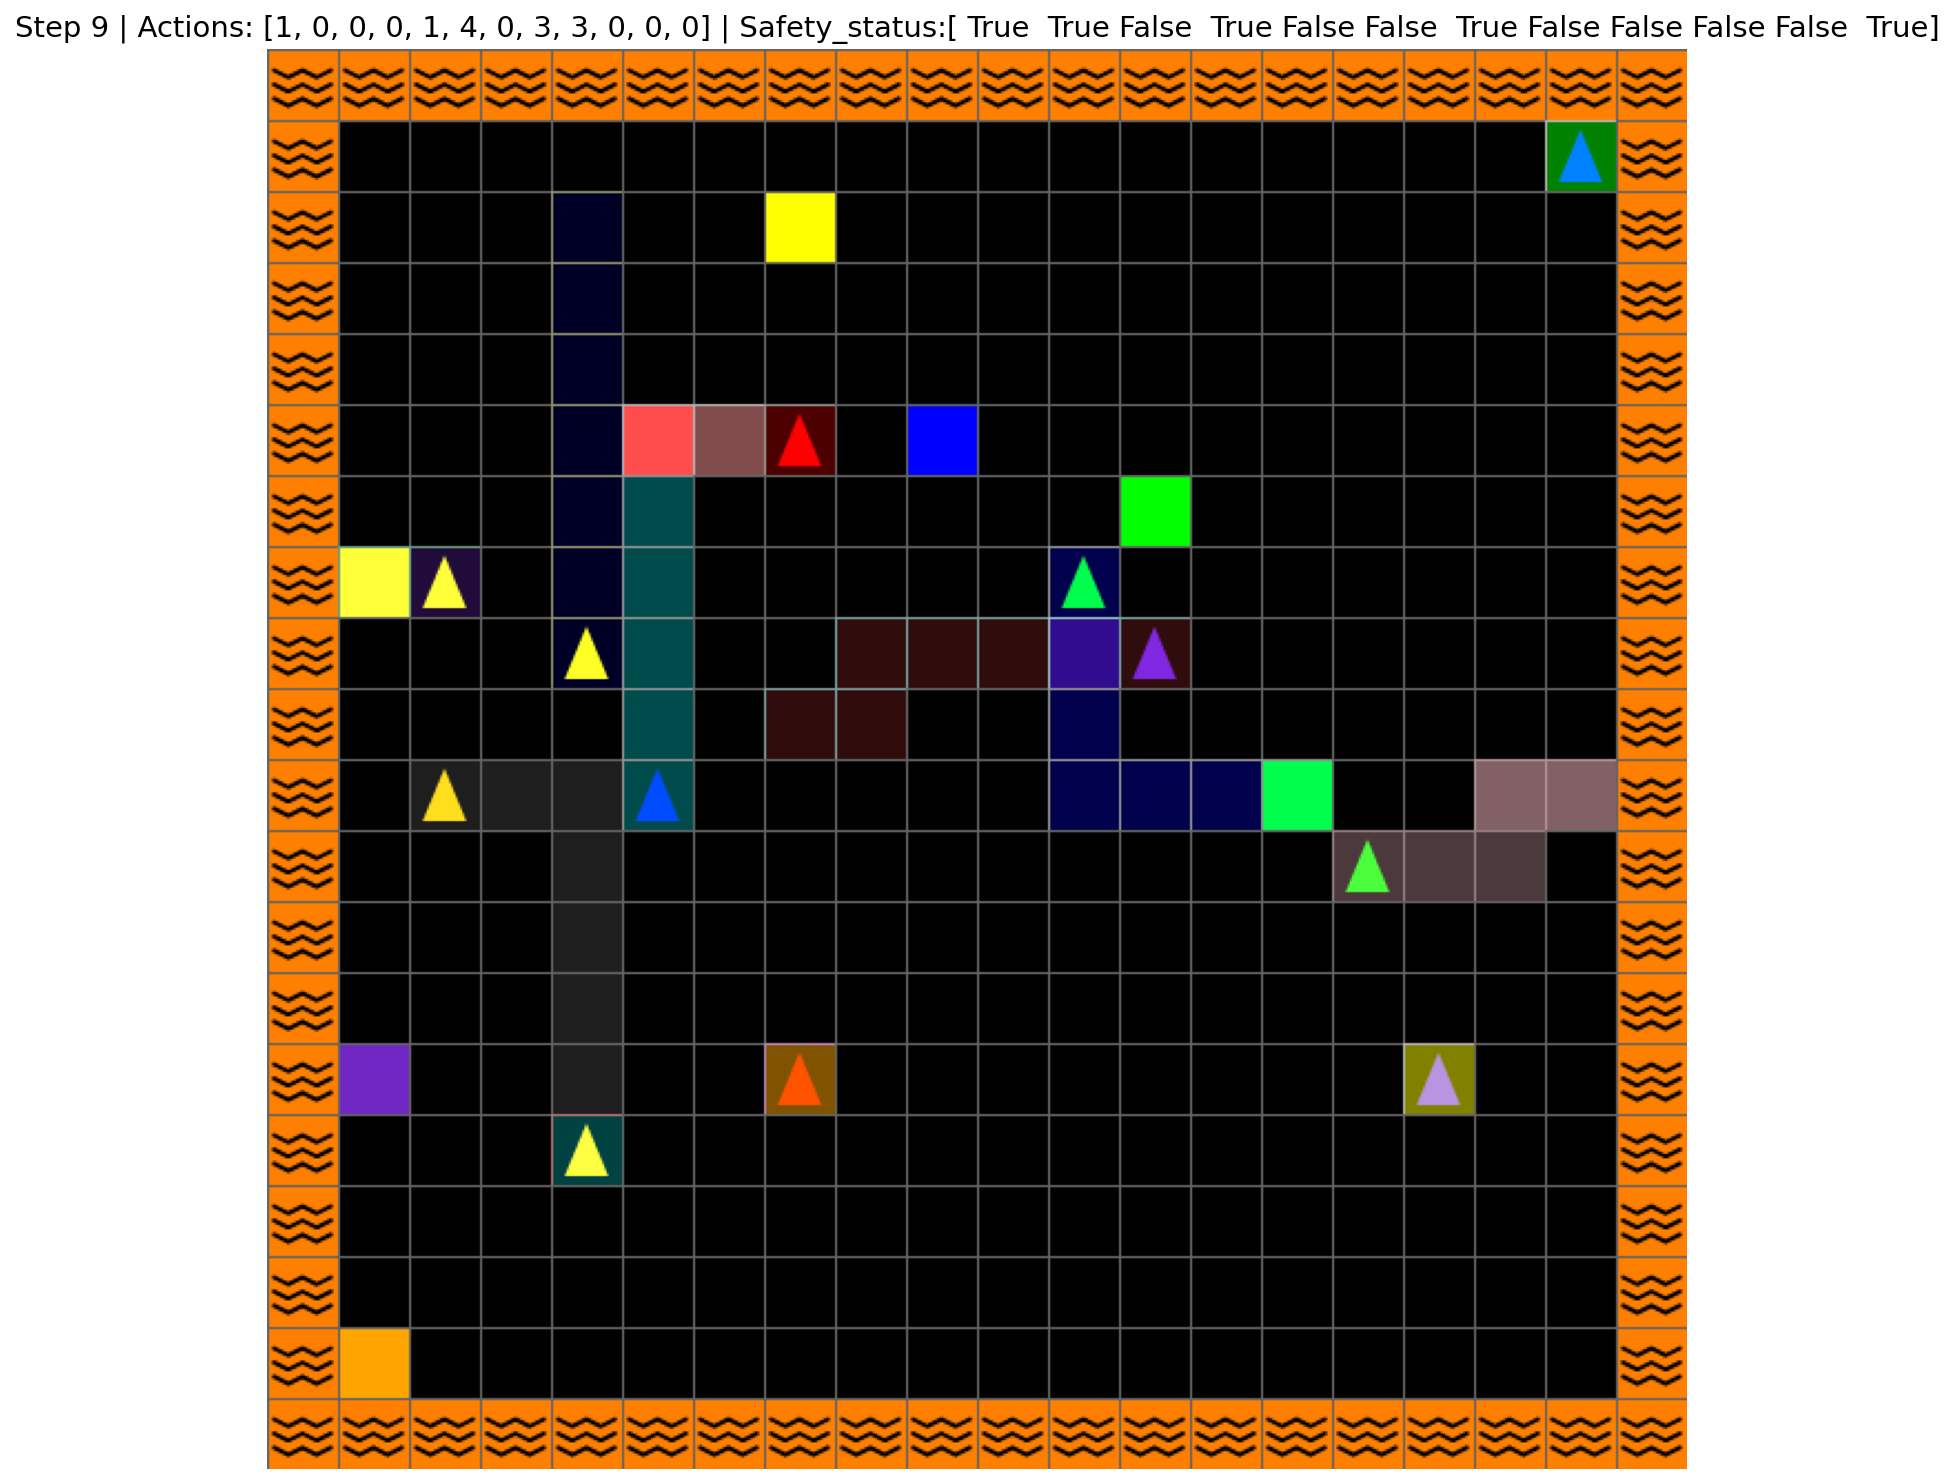 Step 9 | Actions: [1, 0, 0, 0, 1, 4, 0, 3, 3, 0, 0, 0] | Safety_status:[ True  True False  True False False  True False False False False  True]